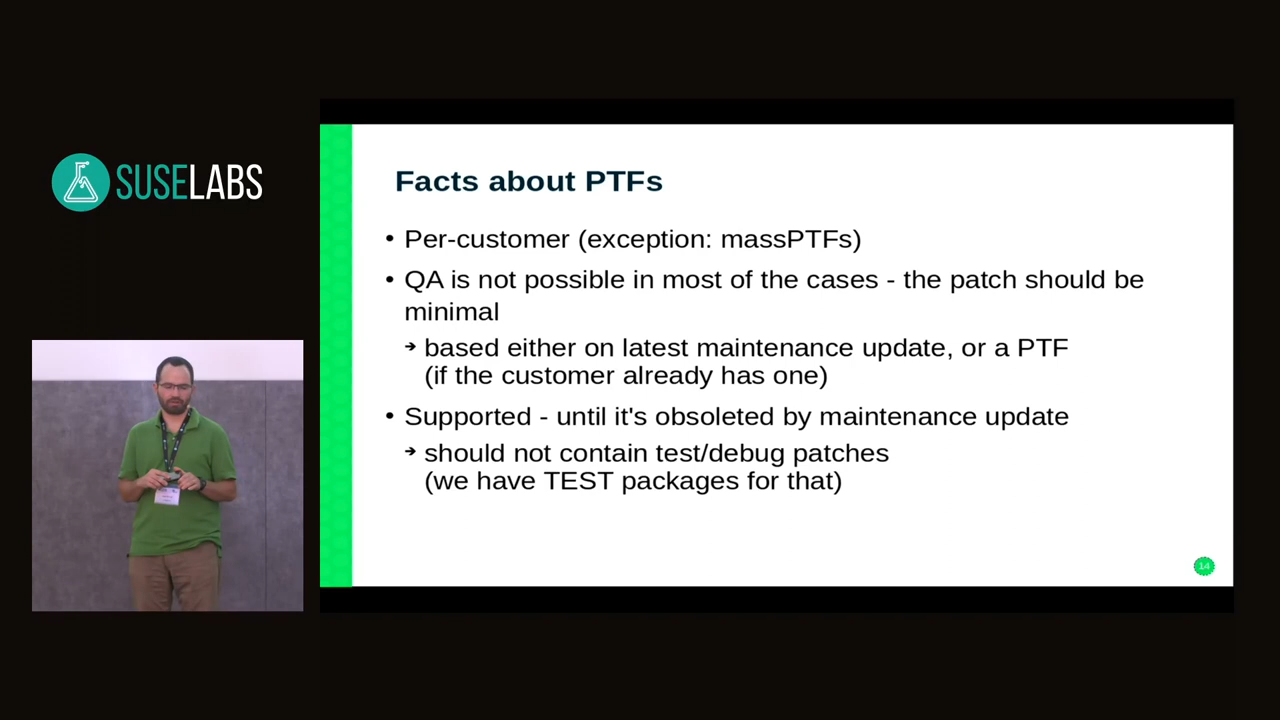 SUSELABS
Facts about PTFs
• Per-customer (exception: massPTFs)
• QA is not possible in most of the cases - the patch should be
minimal
➔ based either on latest maintenance update, or a PTF
(if the customer already has one)
• Supported - until it's obsoleted by maintenance update
➔ should not contain test/debug patches
(we have TEST packages for that)
14